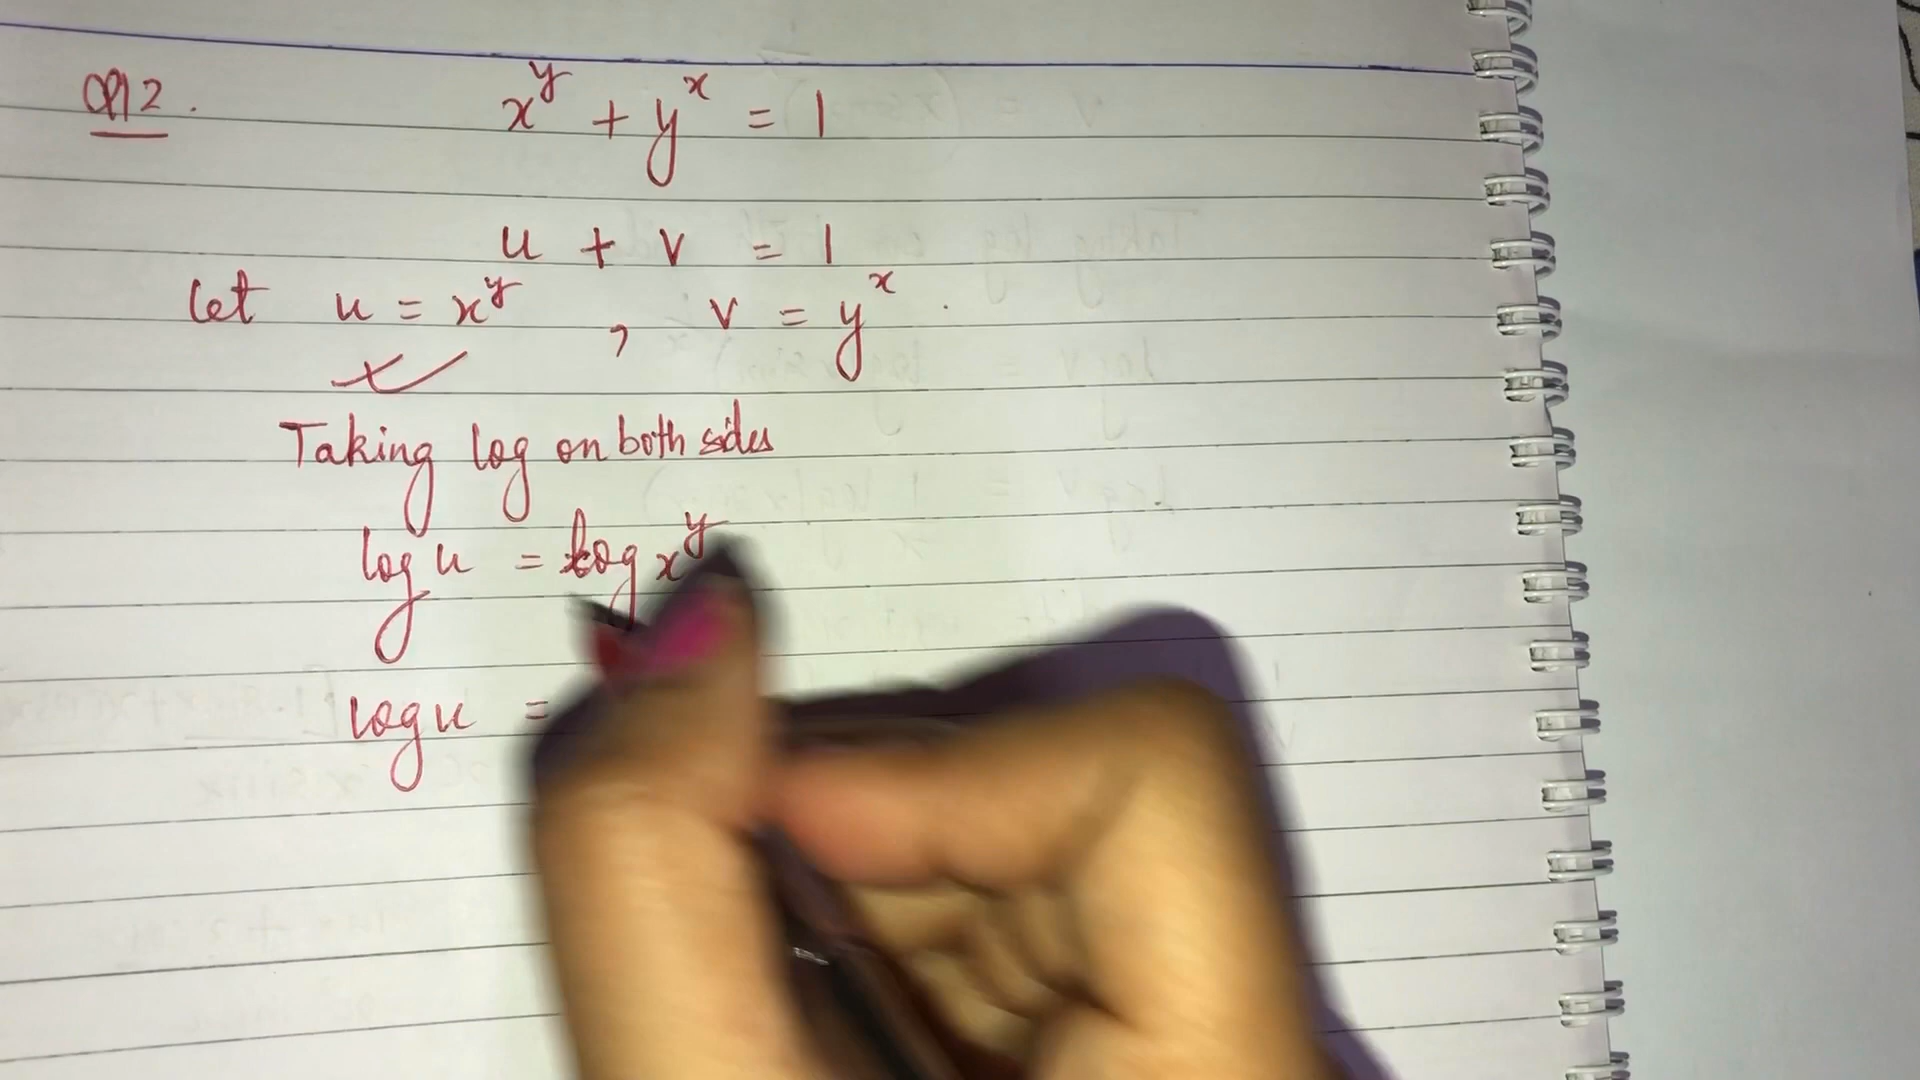 Q12.
x^y + y^x = 1
u + v = 1
let u = x^y , v = y^x .
Taking log on both sides
log u = log x^y
log u =